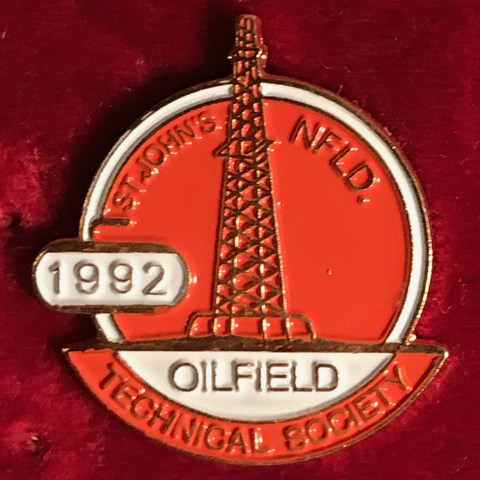 ST. JOHN'S. NFLD.
1992
OILFIELD
TECHNICAL SOCIETY